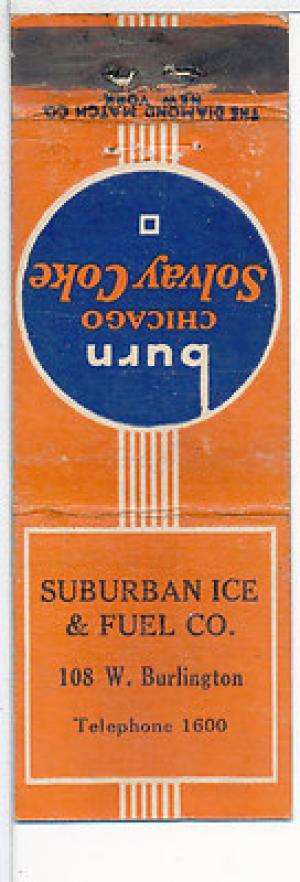 THE DIAMOND MATCH CO.
NEW YORK
burn
CHICAGO
Solvay Coke
SUBURBAN ICE
& FUEL CO.
108 W. Burlington
Telephone 1600